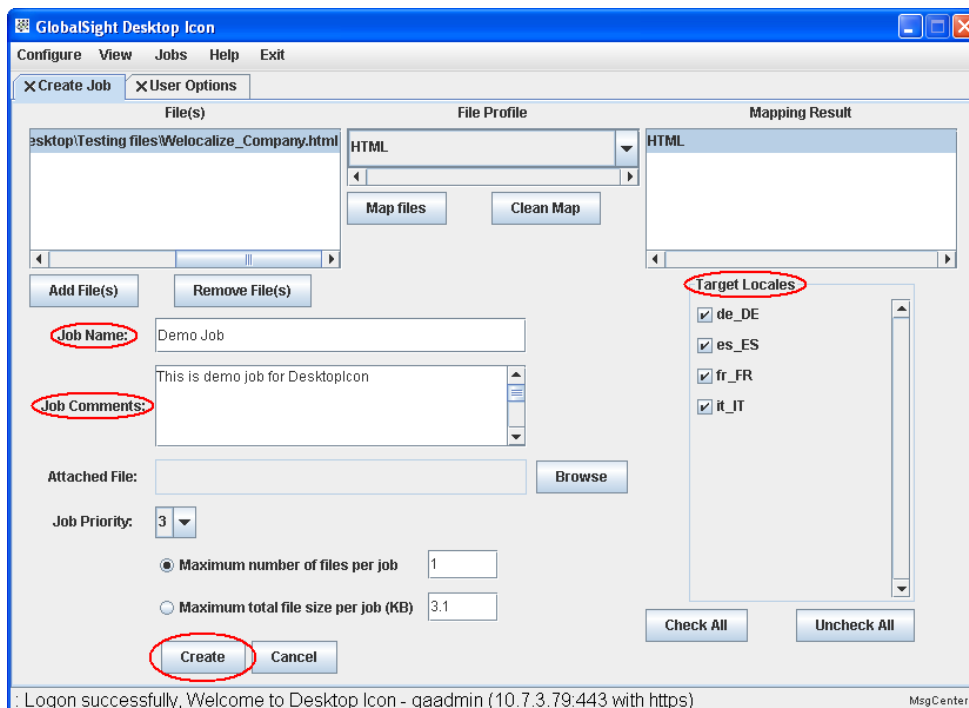 GlobalSight Desktop Icon
Configure View Jobs Help Exit
Create Job User Options
File(s) File Profile Mapping Result
esktop\Testing files\Welocalize_Company.html HTML HTML
Map files Clean Map
Add File(s) Remove File(s) Target Locales
de_DE
Job Name: Demo Job
es_ES
This is demo job for DesktopIcon
fr_FR
Job Comments: it_IT
Attached File: Browse
Job Priority: 3
Maximum number of files per job 1
Maximum total file size per job (KB) 3.1
Check All Uncheck All
Create Cancel
: Logon successfully, Welcome to Desktop Icon - qaadmin (10.7.3.79:443 with https) MsgCenter